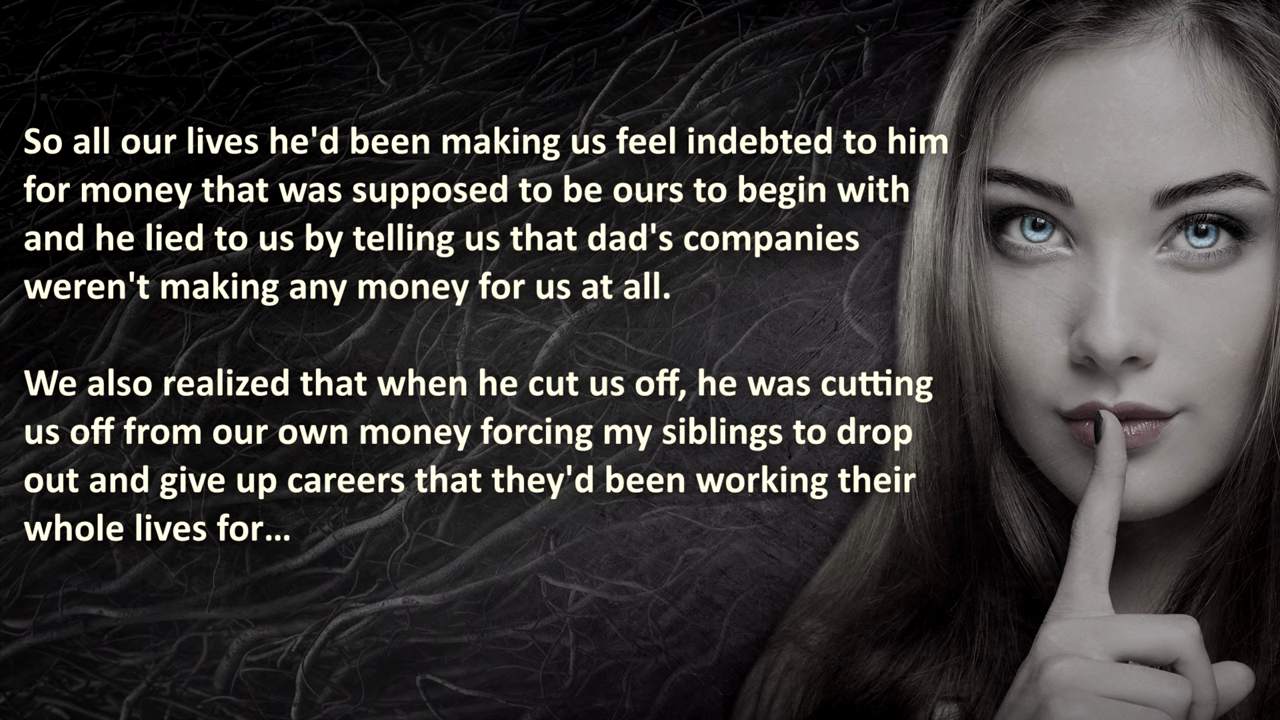 So all our lives he'd been making us feel indebted to him
for money that was supposed to be ours to begin with
and he lied to us by telling us that dad's companies
weren't making any money for us at all.
We also realized that when he cut us off, he was cutting
us off from our own money forcing my siblings to drop
out and give up careers that they'd been working their
whole lives for...